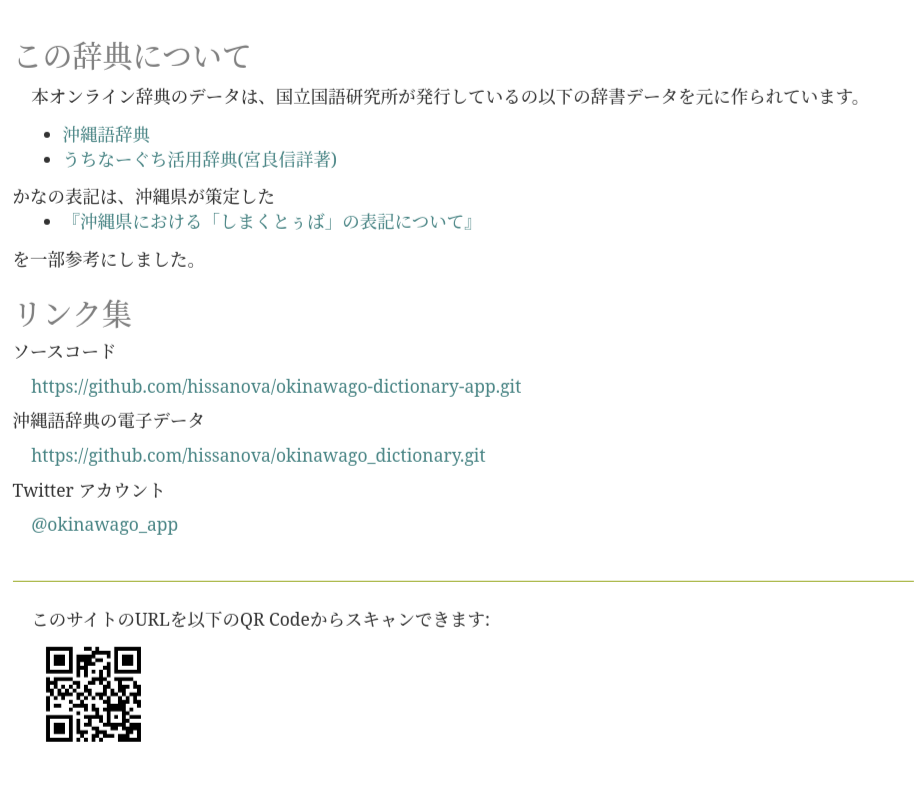 この辞典について
本オンライン辞典のデータは、国立国語研究所が発行しているの以下の辞書データを元に作られています。
沖縄語辞典
うちなーぐち活用辞典(宮良信詳著)
かなの表記は、沖縄県が策定した
『沖縄県における「しまくとぅば」の表記について』
を一部参考にしました。
リンク集
ソースコード
https://github.com/hissanova/okinawago-dictionary-app.git
沖縄語辞典の電子データ
https://github.com/hissanova/okinawago_dictionary.git
Twitter アカウント
@okinawago_app
このサイトのURLを以下のQR Codeからスキャンできます: